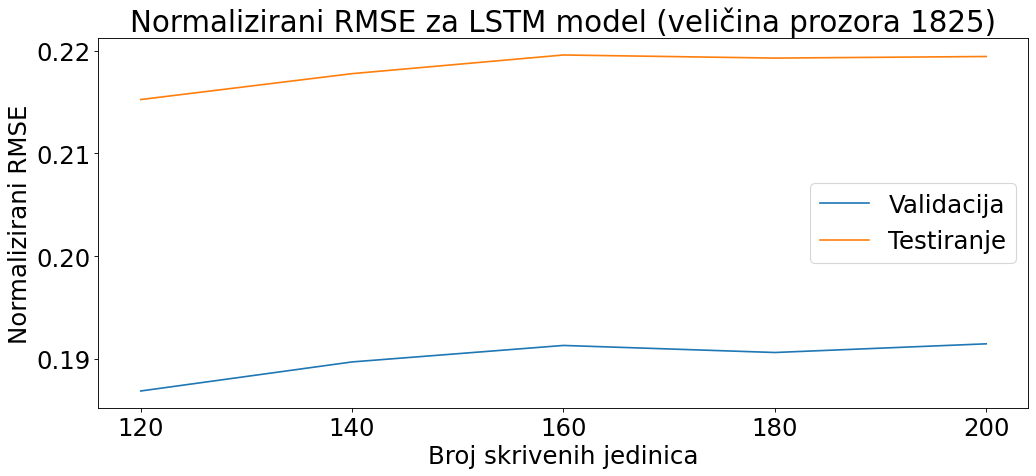 Normalizirani RMSE za LSTM model (veličina prozora 1825)
Normalizirani RMSE
0.22
0.21
0.20
0.19
Validacija
Testiranje
120 140 160 180 200
Broj skrivenih jedinica